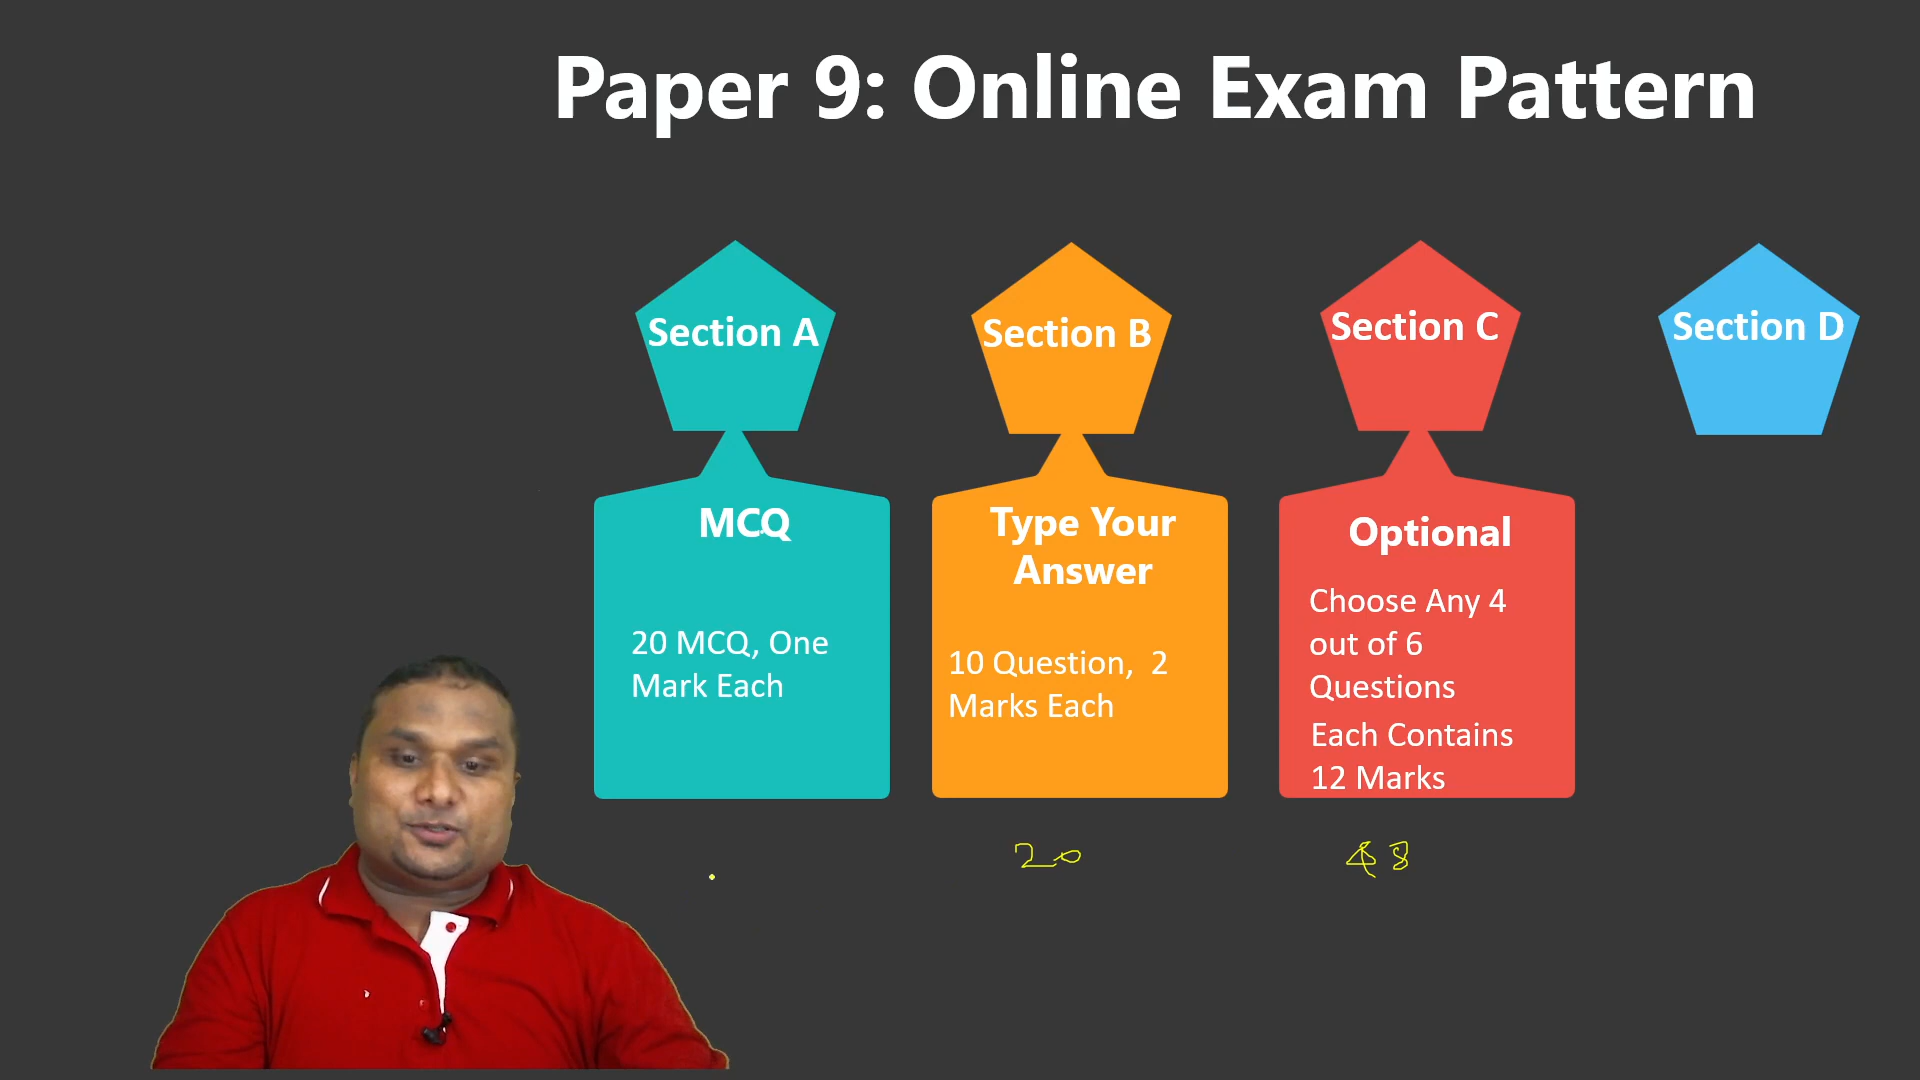 Paper 9: Online Exam Pattern
Section A
Section B
Section C
Section D
MCQ
20 MCQ, One
Mark Each
Type Your
Answer
10 Question, 2
Marks Each
Optional
Choose Any 4
out of 6
Questions
Each Contains
12 Marks
20
48